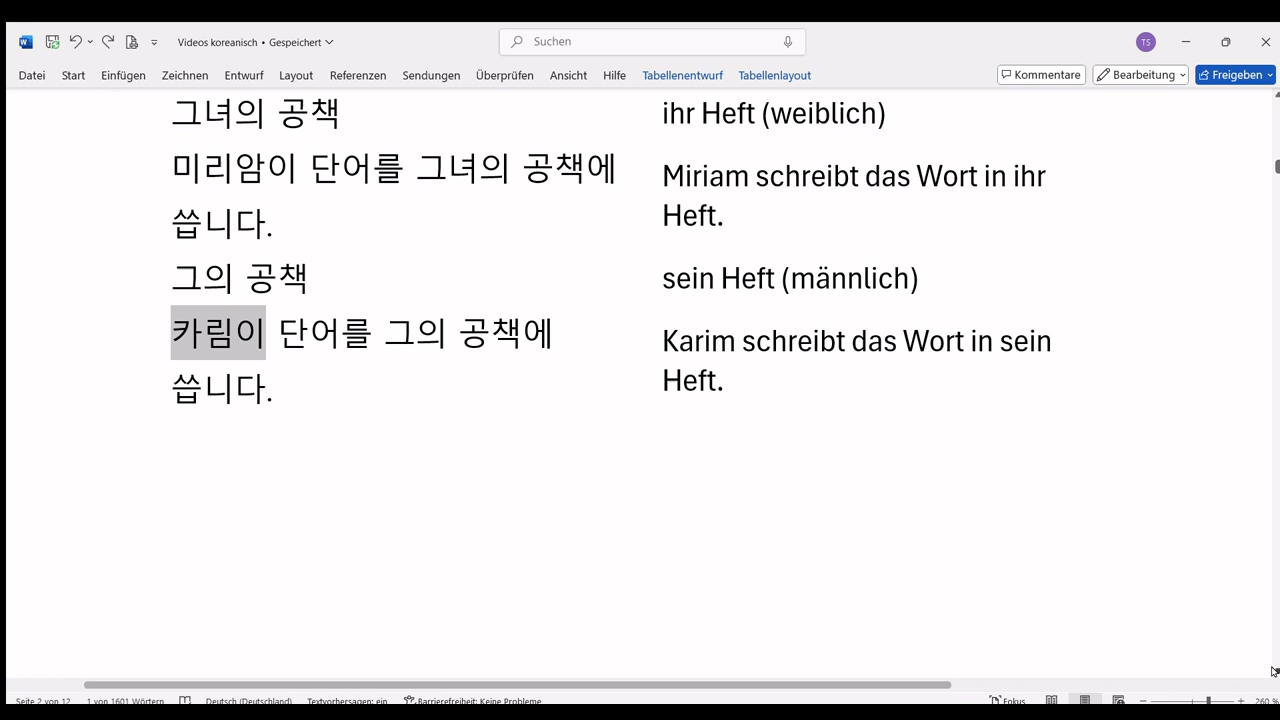 Videos koreanisch • Gespeichert
Suchen
TS
Datei Start Einfügen Zeichnen Entwurf Layout Referenzen Sendungen Überprüfen Ansicht Hilfe Tabellenentwurf Tabellenlayout Kommentare Bearbeitung Freigeben
그녀의 공책 ihr Heft (weiblich)
미리암이 단어를 그녀의 공책에
씁니다.
Miriam schreibt das Wort in ihr
Heft.
그의 공책 sein Heft (männlich)
카림이 단어를 그의 공책에
씁니다.
Karim schreibt das Wort in sein
Heft.
Seite 2 von 12 1 von 1601 Wörtern Deutsch (Deutschland) Textvorhersagen: ein Barrierefreiheit: Keine Probleme Fokus 260 %